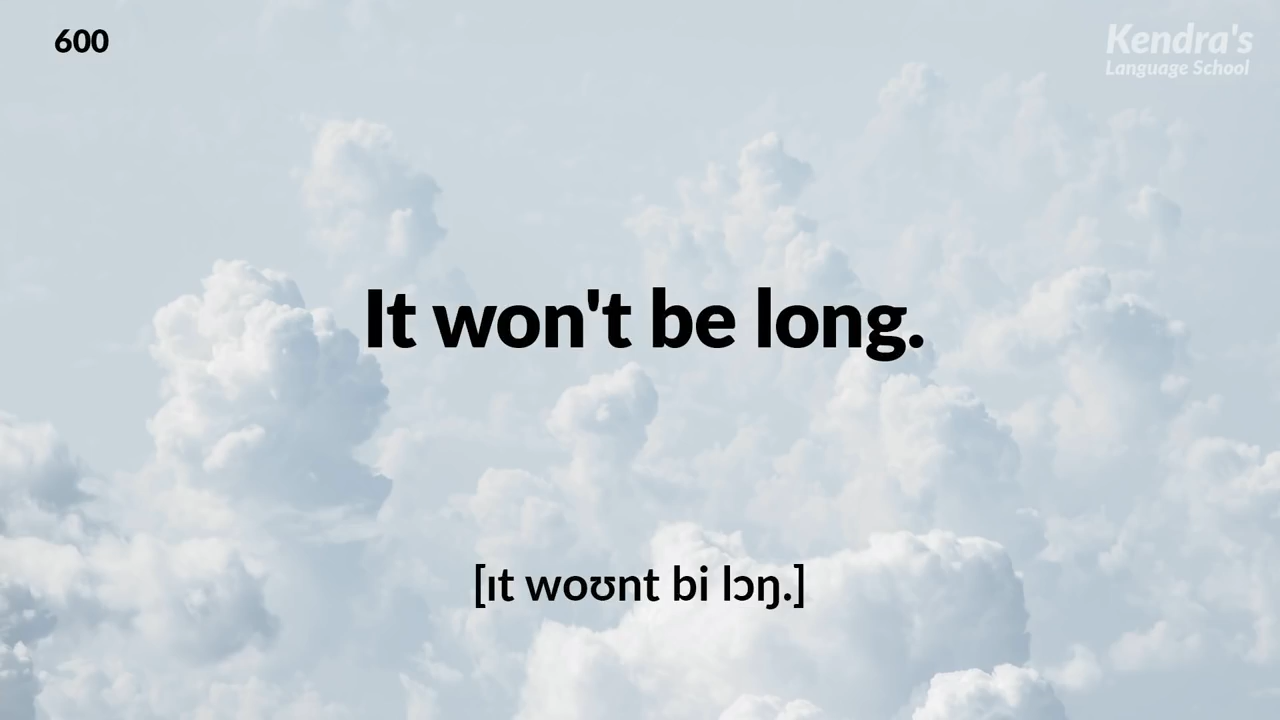 600
Kendra's
Language School
It won't be long.
[ɪt woʊnt bi lɔŋ.]